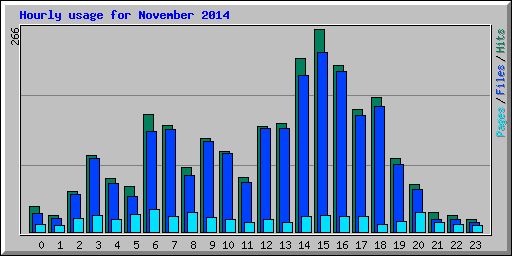 Hourly usage for November 2014
266
Pages/Files/Hits
0 1 2 3 4 5 6 7 8 9 10 11 12 13 14 15 16 17 18 19 20 21 22 23